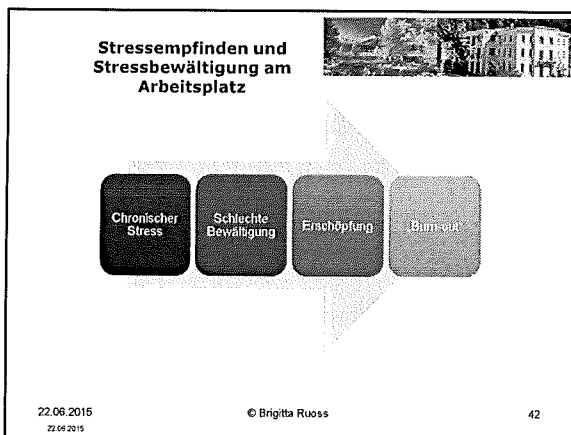 Stressempfinden und
Stressbewältigung am
Arbeitsplatz
Chronischer
Stress
Schlechte
Bewältigung
Erschöpfung
„Burn-out“
22.06.2015
22.06.2015
© Brigitta Ruoss
42